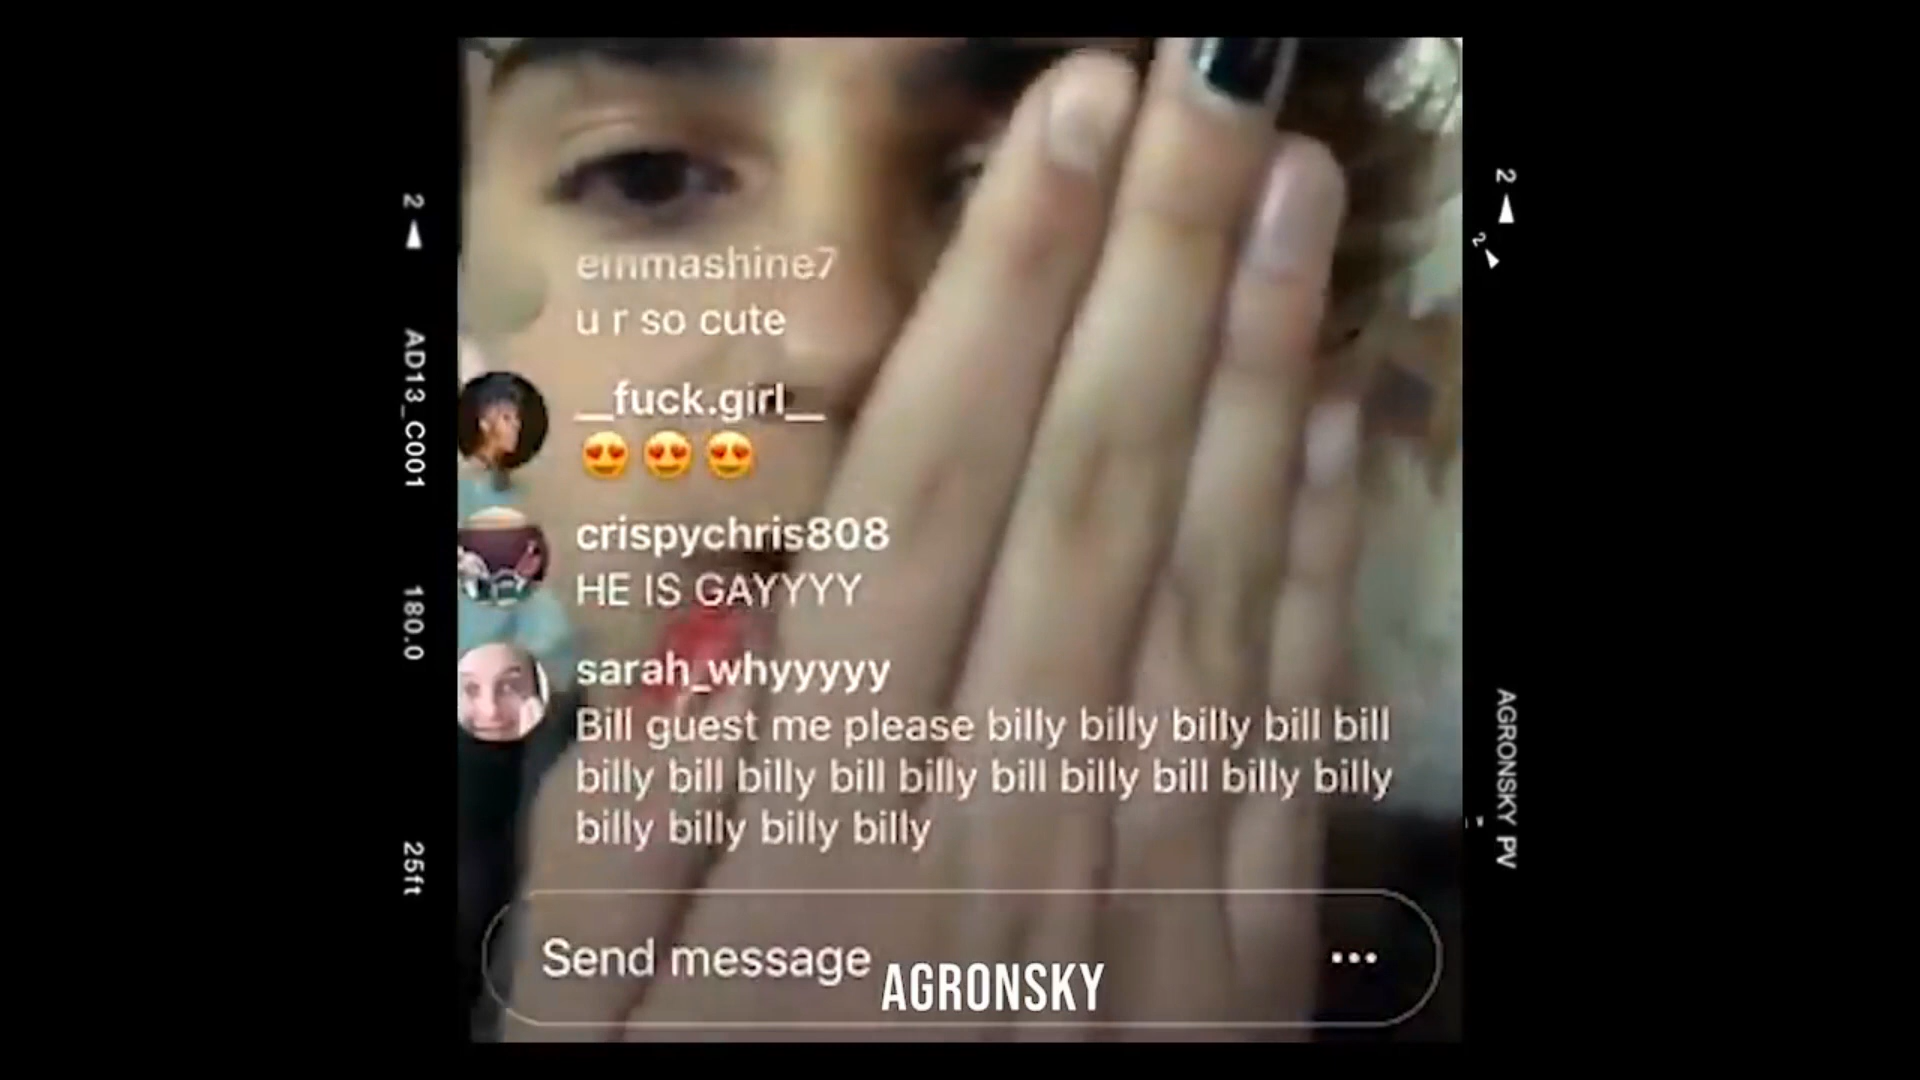 emmashine7
u r so cute
__fuck.girl__
😍😍😍
crispychris808
HE IS GAYYYY
sarah_whyyyyy
Bill guest me please billy billy billy bill bill
billy bill billy bill billy bill billy bill billy billy
billy billy billy billy
Send message
AGRONSKY
2
AD13_C001
180.0
25ft
2
2
AGRONSKY PV